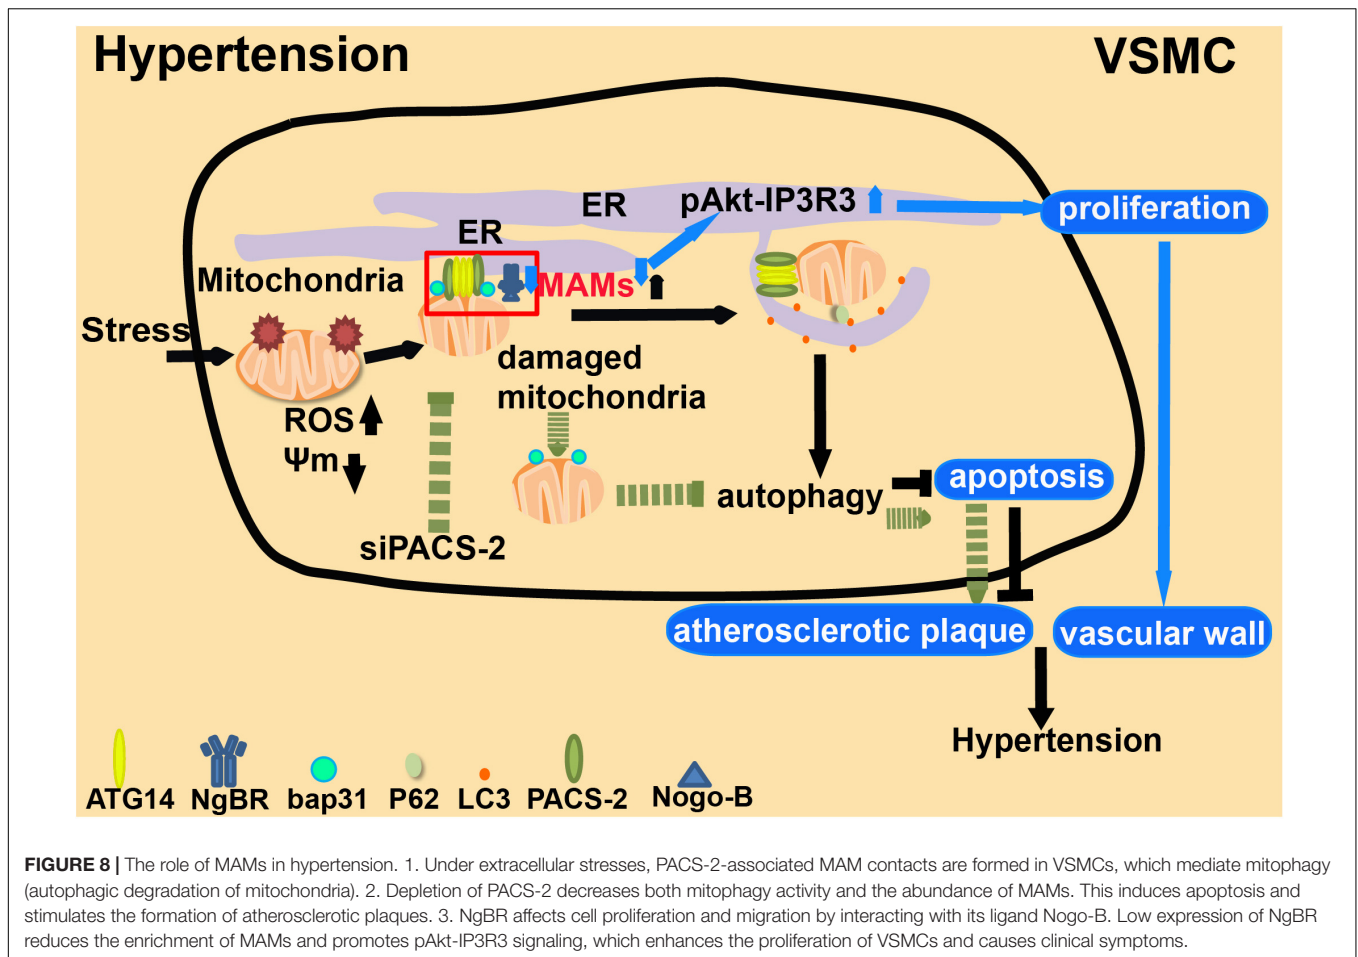 Hypertension
VSMC
ER
pAkt-IP3R3
proliferation
ER
Mitochondria
MAMs
Stress
damaged
mitochondria
ROS
Ψm
siPACS-2
autophagy
apoptosis
atherosclerotic plaque
vascular wall
Hypertension
ATG14
NgBR
bap31
P62
LC3
PACS-2
Nogo-B
FIGURE 8 | The role of MAMs in hypertension. 1. Under extracellular stresses, PACS-2-associated MAM contacts are formed in VSMCs, which mediate mitophagy
(autophagic degradation of mitochondria). 2. Depletion of PACS-2 decreases both mitophagy activity and the abundance of MAMs. This induces apoptosis and
stimulates the formation of atherosclerotic plaques. 3. NgBR affects cell proliferation and migration by interacting with its ligand Nogo-B. Low expression of NgBR
reduces the enrichment of MAMs and promotes pAkt-IP3R3 signaling, which enhances the proliferation of VSMCs and causes clinical symptoms.